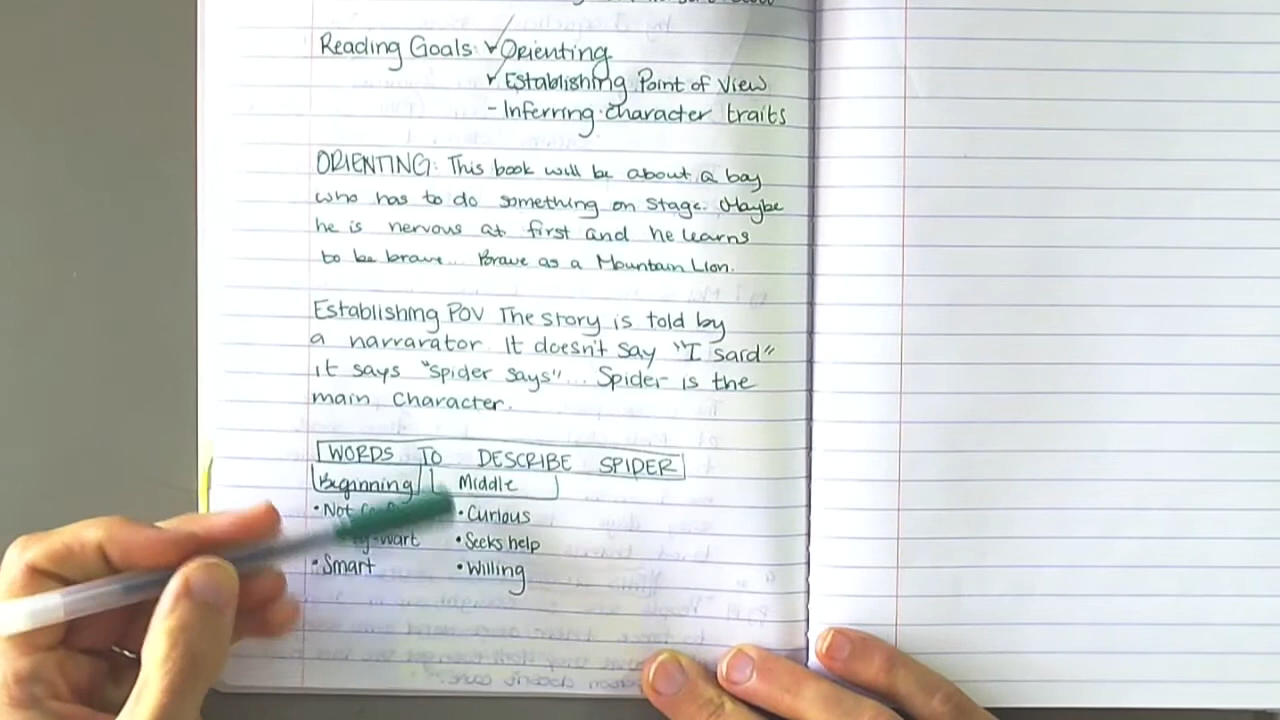 Reading Goals: ✓Orienting
✓ Establishing Point of View
- Inferring character traits
ORIENTING: This book will be about a boy
who has to do something on stage. Maybe
he is nervous at first and he learns
to be brave... Brave as a Mountain Lion.
Establishing POV The story is told by
a narrarator. It doesn't say "I said"
it says "spider says"... Spider is the
main character.
WORDS TO DESCRIBE SPIDER
Beginning Middle
• Not • Curious
wart • Seeks help
• Smart • Willing